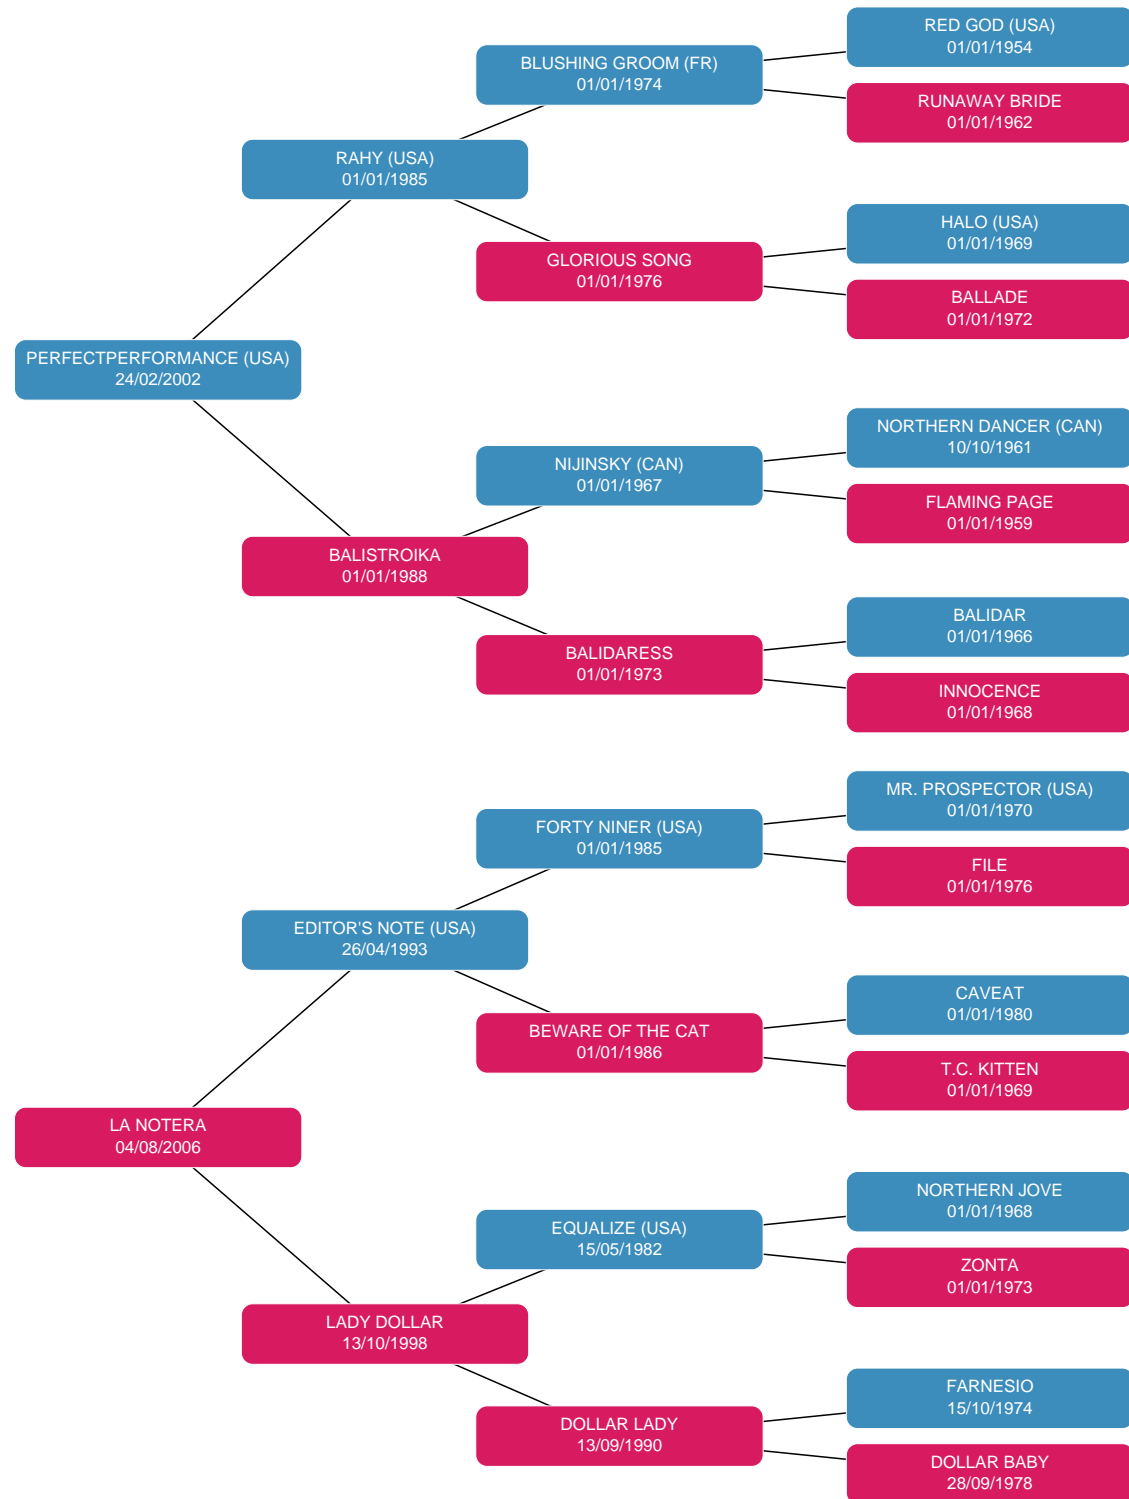 RED GOD (USA)
01/01/1954
BLUSHING GROOM (FR)
01/01/1974
RUNAWAY BRIDE
01/01/1962
RAHY (USA)
01/01/1985
HALO (USA)
01/01/1969
GLORIOUS SONG
01/01/1976
BALLADE
01/01/1972
PERFECTPERFORMANCE (USA)
24/02/2002
NORTHERN DANCER (CAN)
10/10/1961
NIJINSKY (CAN)
01/01/1967
FLAMING PAGE
01/01/1959
BALISTROIKA
01/01/1988
BALIDAR
01/01/1966
BALIDARESS
01/01/1973
INNOCENCE
01/01/1968
MR. PROSPECTOR (USA)
01/01/1970
FORTY NINER (USA)
01/01/1985
FILE
01/01/1976
EDITOR'S NOTE (USA)
26/04/1993
CAVEAT
01/01/1980
BEWARE OF THE CAT
01/01/1986
T.C. KITTEN
01/01/1969
LA NOTERA
04/08/2006
NORTHERN JOVE
01/01/1968
EQUALIZE (USA)
15/05/1982
ZONTA
01/01/1973
LADY DOLLAR
13/10/1998
FARNESIO
15/10/1974
DOLLAR LADY
13/09/1990
DOLLAR BABY
28/09/1978